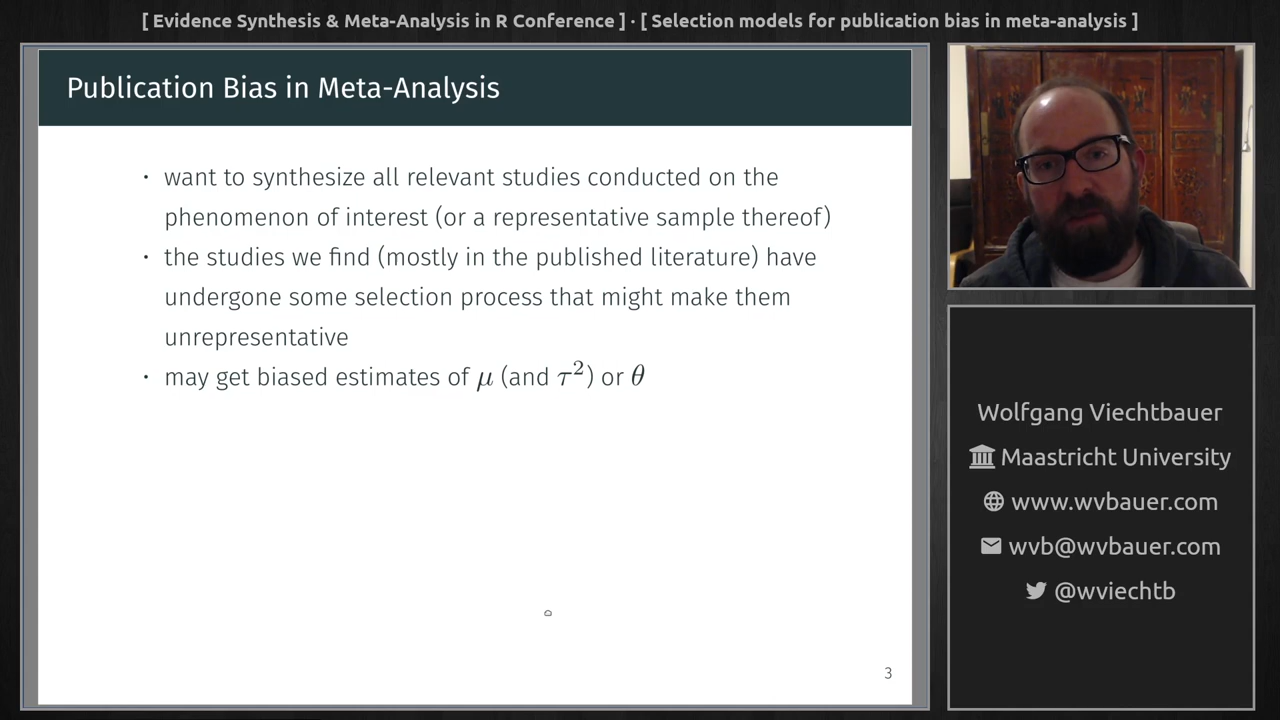 [ Evidence Synthesis & Meta-Analysis in R Conference ] · [ Selection models for publication bias in meta-analysis ]
Publication Bias in Meta-Analysis
· want to synthesize all relevant studies conducted on the
phenomenon of interest (or a representative sample thereof)
· the studies we find (mostly in the published literature) have
undergone some selection process that might make them
unrepresentative
· may get biased estimates of μ (and τ²) or θ
3
Wolfgang Viechtbauer
Maastricht University
www.wvbauer.com
wvb@wvbauer.com
@wviechtb